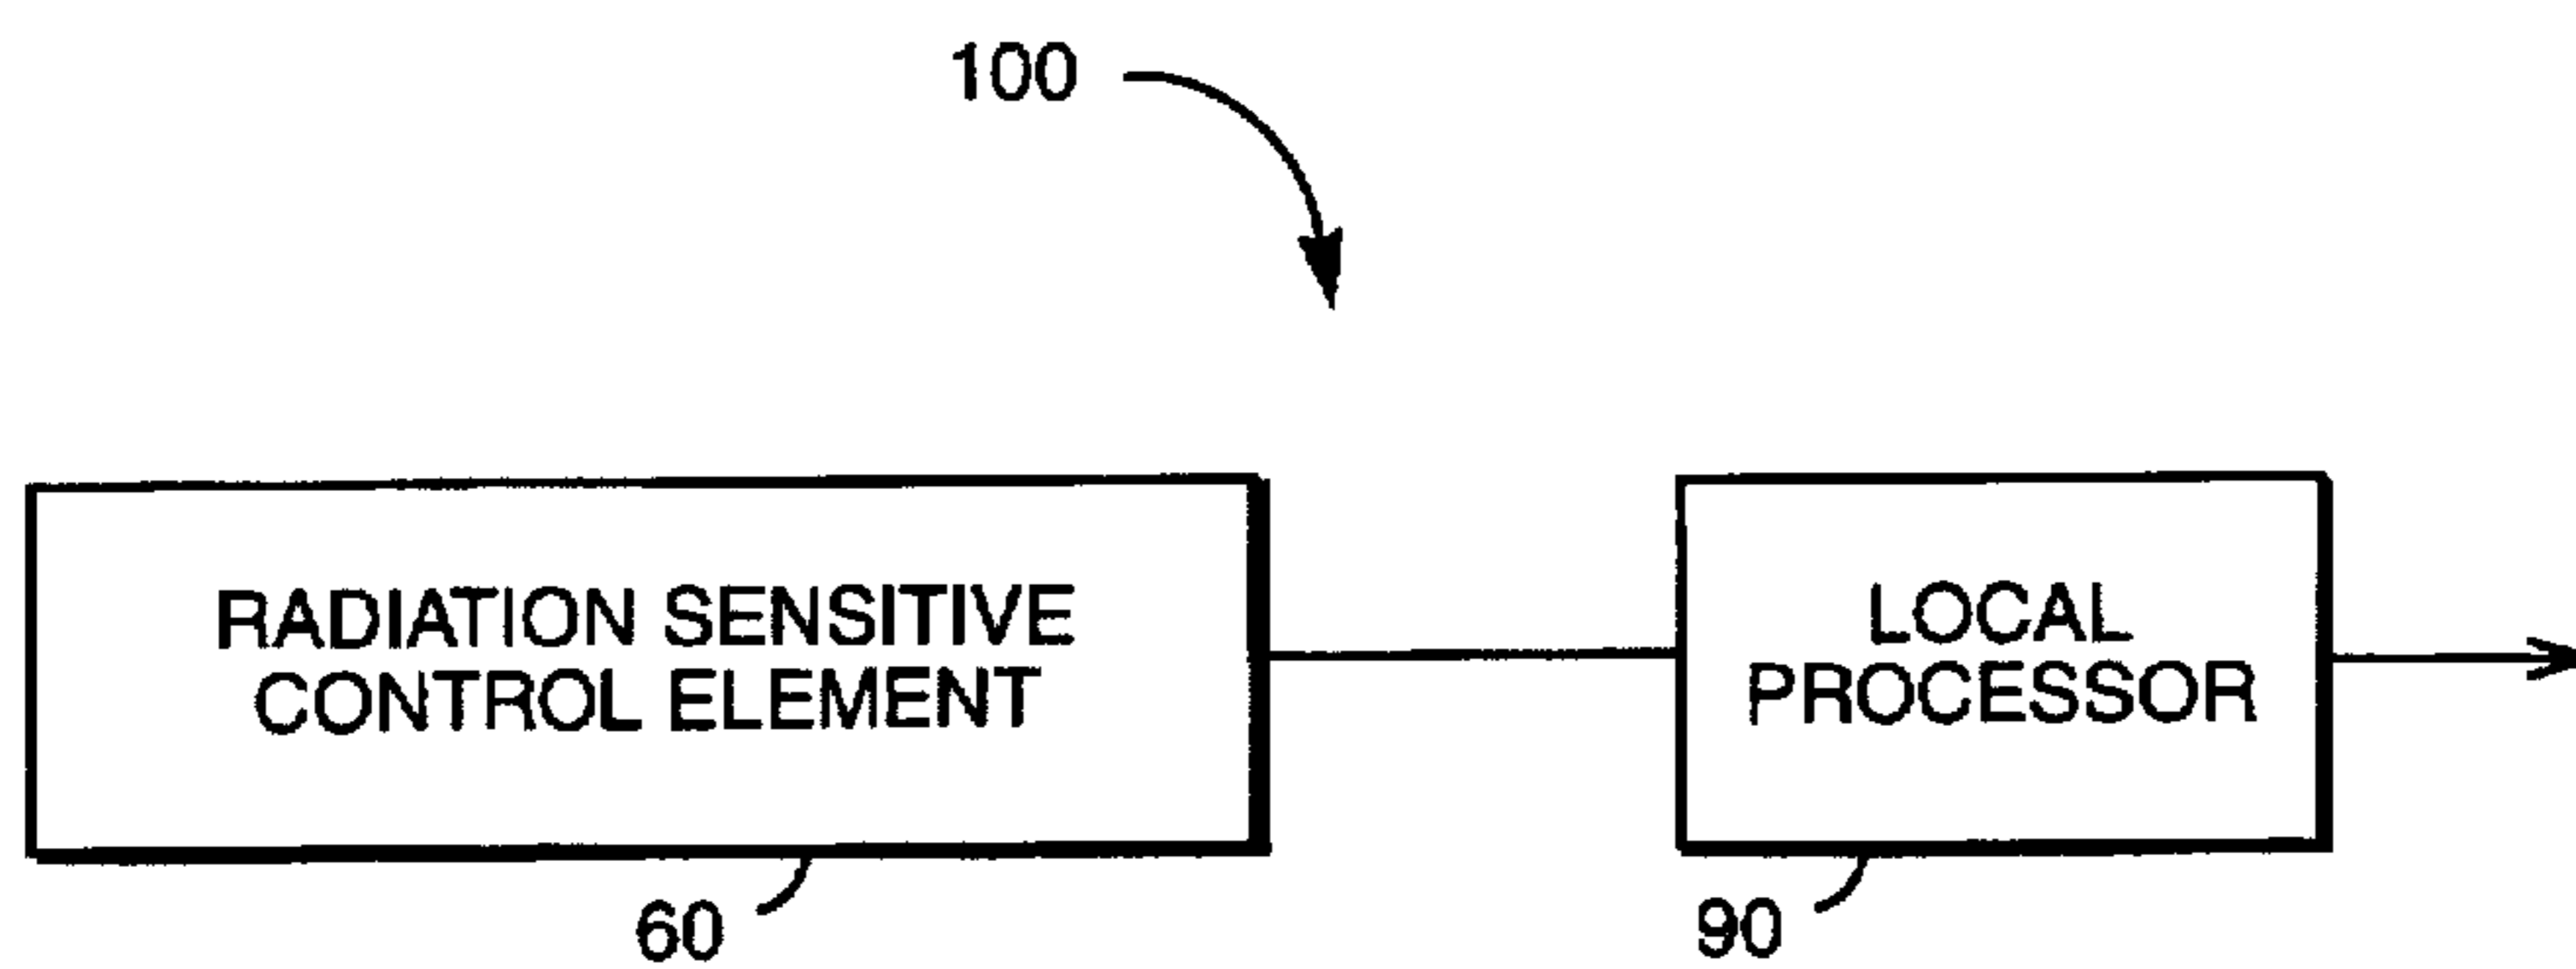 100
RADIATION SENSITIVE
CONTROL ELEMENT
LOCAL
PROCESSOR
60
90